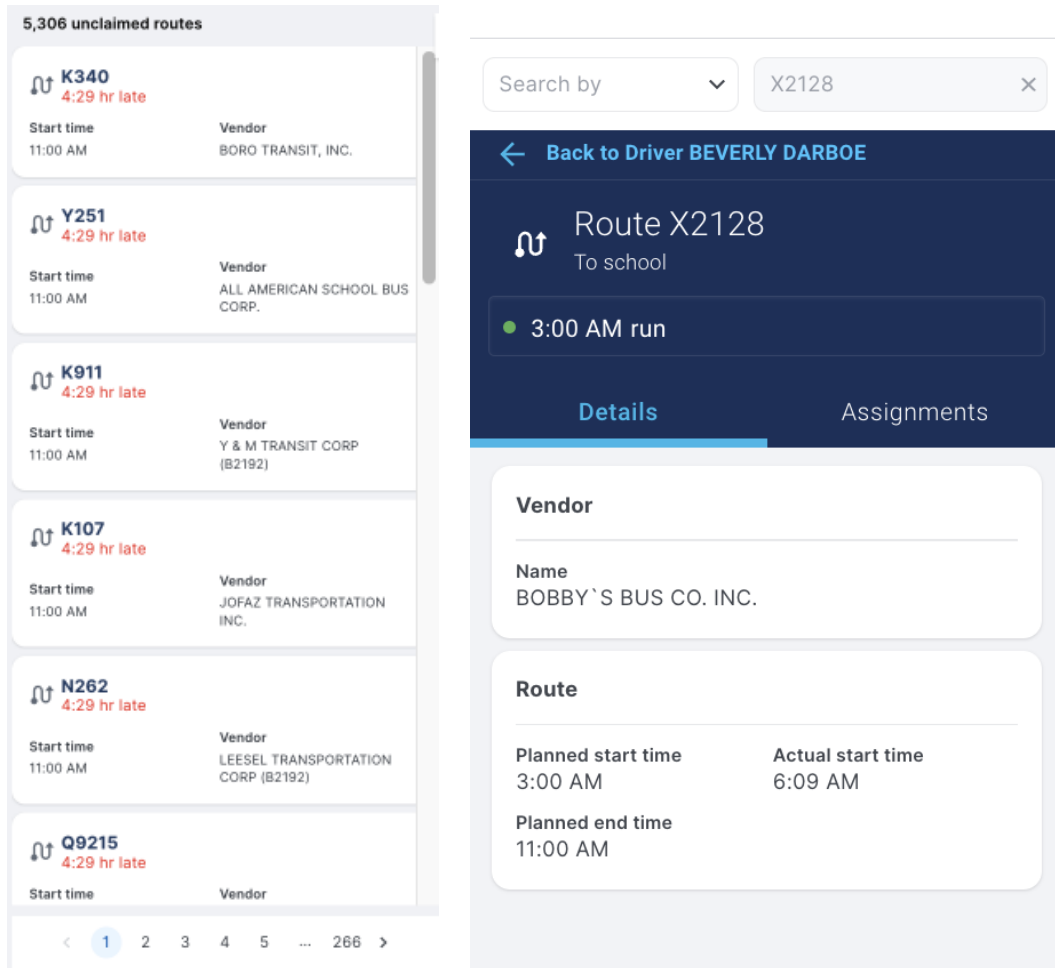 5,306 unclaimed routes
K340
4:29 hr late
Start time
Vendor
11:00 AM
BORO TRANSIT, INC.
Y251
4:29 hr late
Start time
Vendor
11:00 AM
ALL AMERICAN SCHOOL BUS
CORP.
K911
4:29 hr late
Start time
Vendor
11:00 AM
Y & M TRANSIT CORP
(B2192)
K107
4:29 hr late
Start time
Vendor
11:00 AM
JOFAZ TRANSPORTATION
INC.
N262
4:29 hr late
Start time
Vendor
11:00 AM
LEESEL TRANSPORTATION
CORP (B2192)
Q9215
4:29 hr late
Start time
Vendor
< 1 2 3 4 5 ... 266 >
Search by
X2128
Back to Driver BEVERLY DARBOE
Route X2128
To school
3:00 AM run
Details
Assignments
Vendor
Name
BOBBY`S BUS CO. INC.
Route
Planned start time
Actual start time
3:00 AM
6:09 AM
Planned end time
11:00 AM